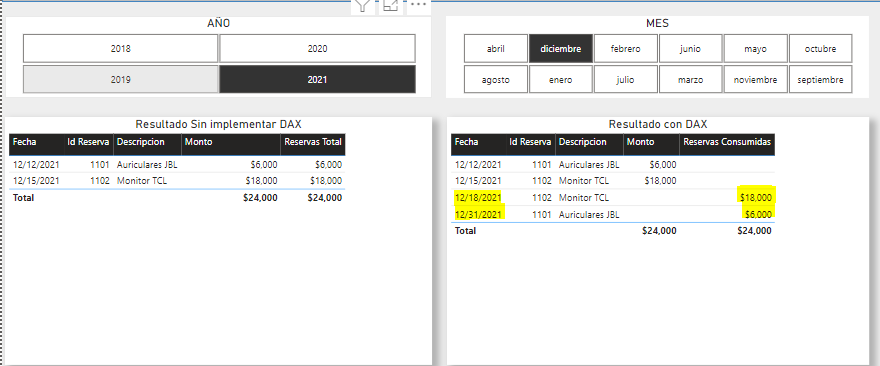 AÑO
2018 2020
2019 2021
MES
abril diciembre febrero junio mayo octubre
agosto enero julio marzo noviembre septiembre
Resultado Sin implementar DAX
Fecha Id Reserva Descripcion Monto Reservas Total
12/12/2021 1101 Auriculares JBL $6,000 $6,000
12/15/2021 1102 Monitor TCL $18,000 $18,000
Total $24,000 $24,000
Resultado con DAX
Fecha Id Reserva Descripcion Monto Reservas Consumidas
12/12/2021 1101 Auriculares JBL $6,000
12/15/2021 1102 Monitor TCL $18,000
12/18/2021 1102 Monitor TCL $18,000
12/31/2021 1101 Auriculares JBL $6,000
Total $24,000 $24,000